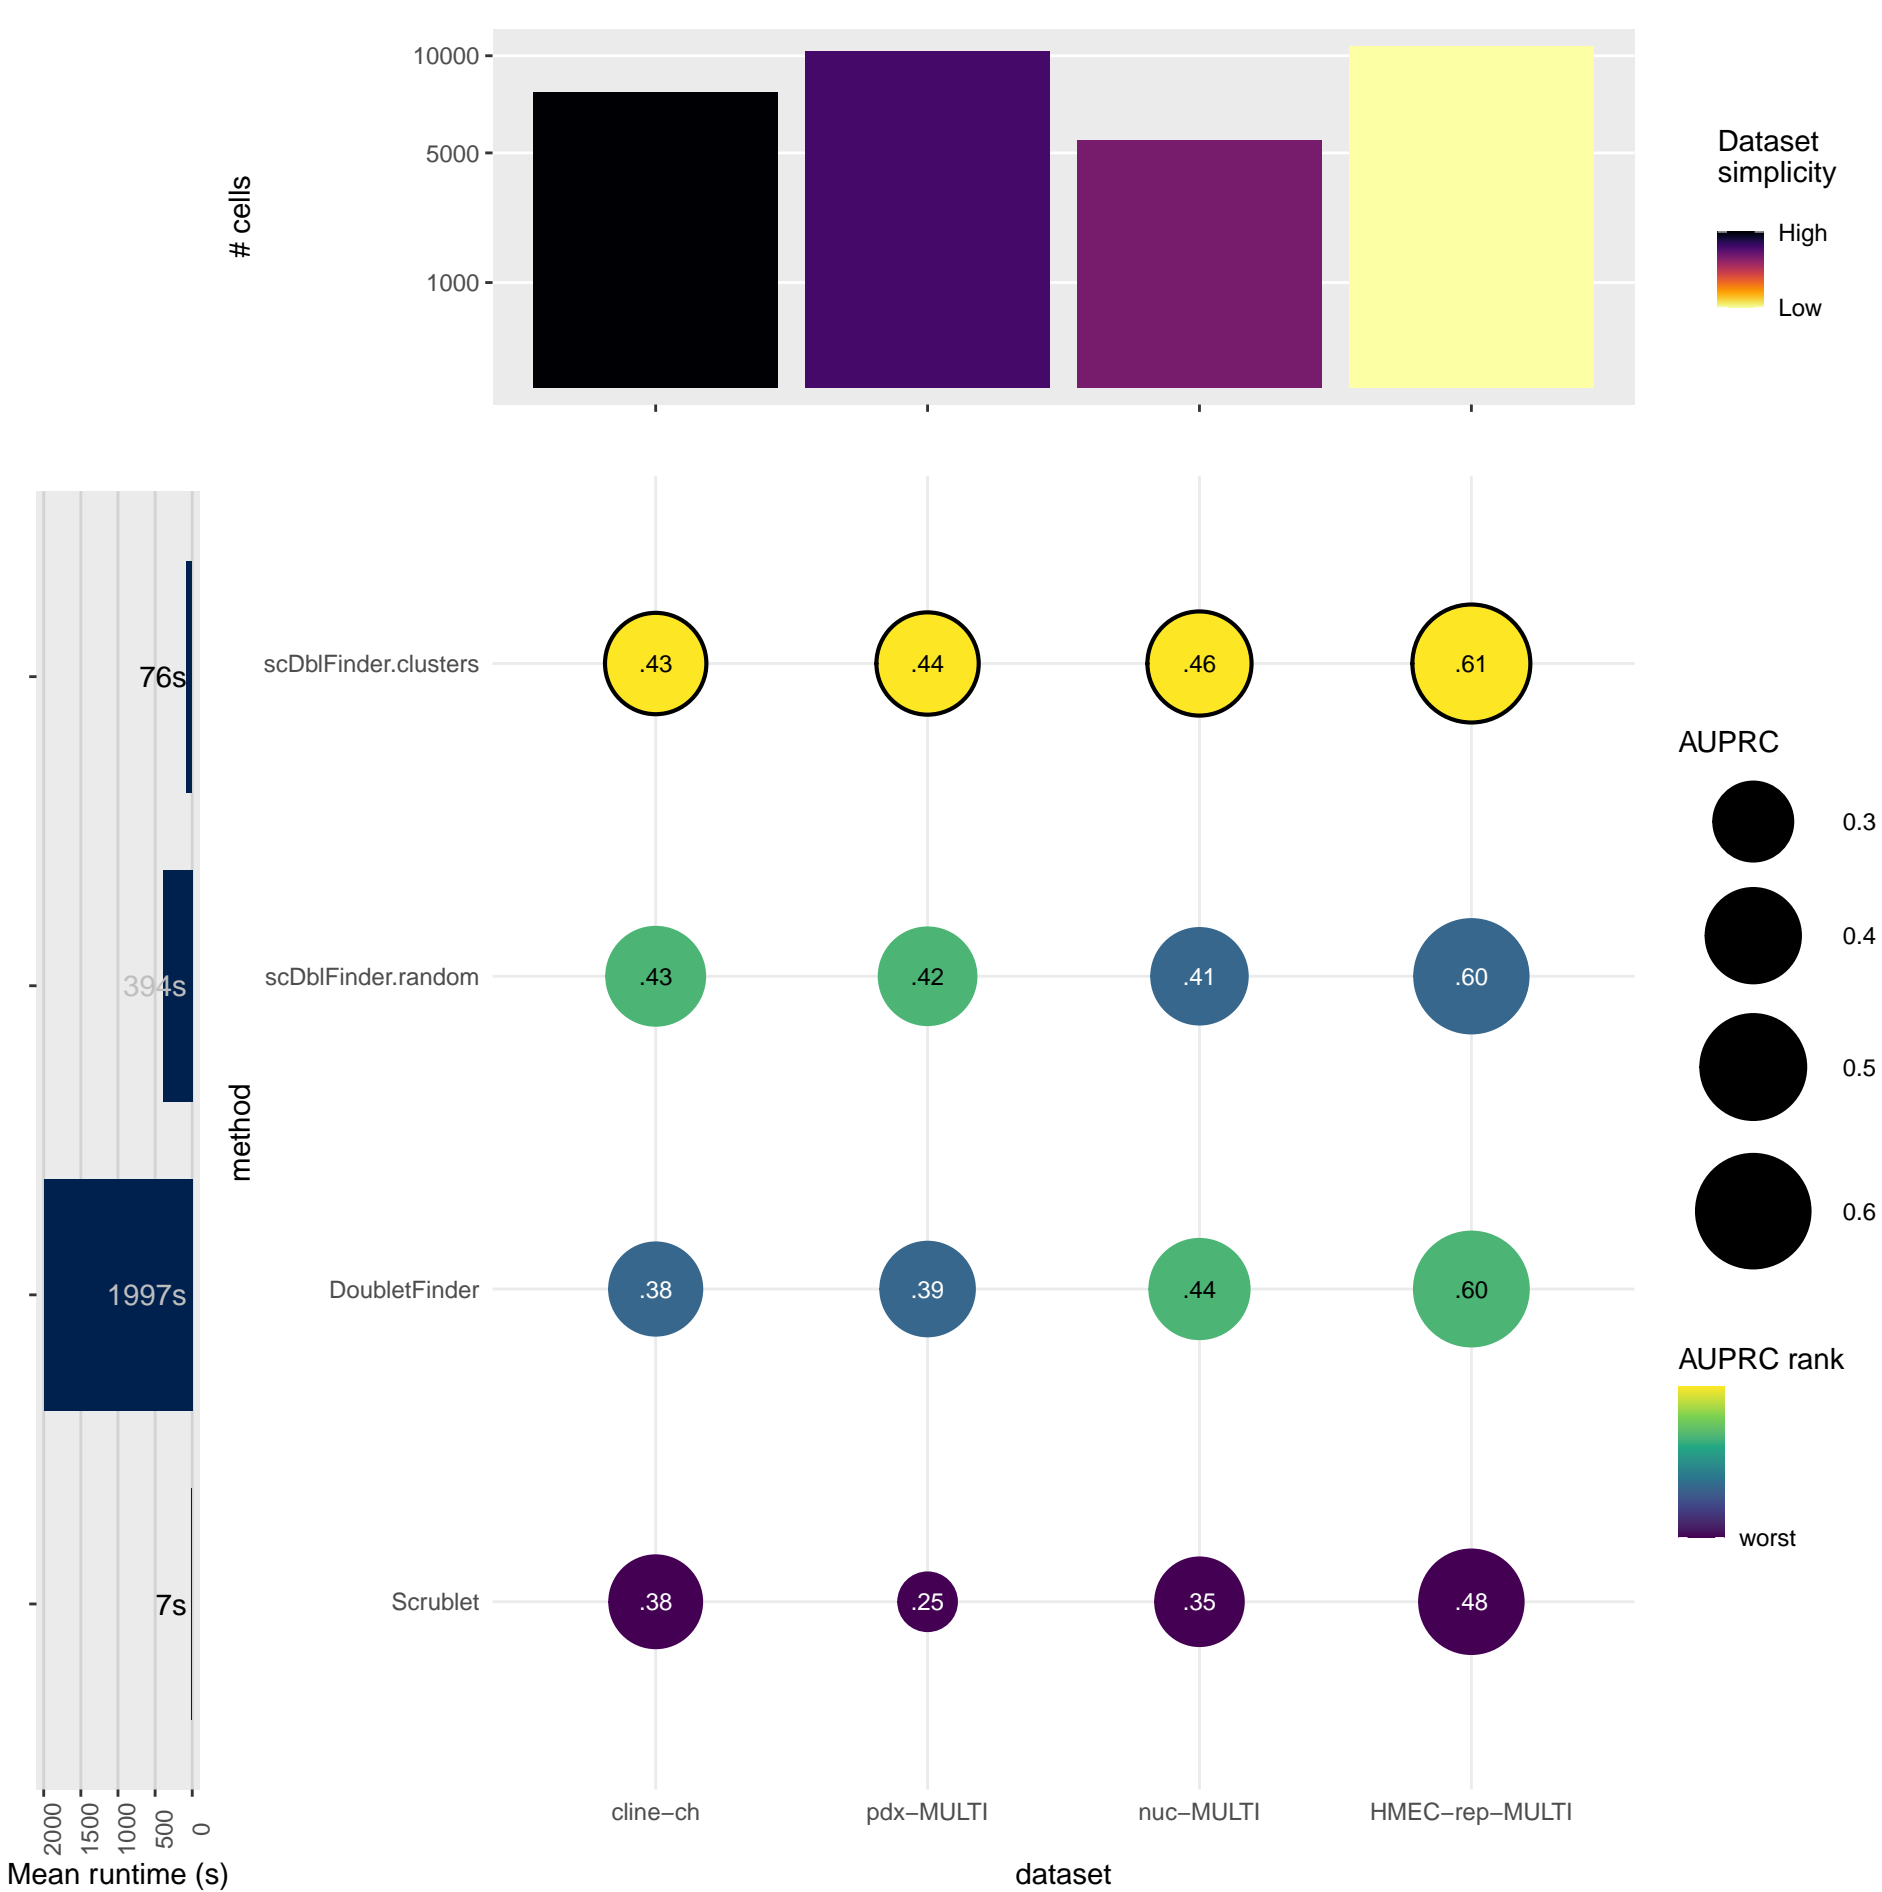 10000
5000
1000
# cells
Dataset
simplicity
High
Low
76s
394s
1997s
7s
2000
1500
1000
500
0
Mean runtime (s)
method
scDblFinder.clusters
.43
.44
.46
.61
scDblFinder.random
.43
.42
.41
.60
DoubletFinder
.38
.39
.44
.60
Scrublet
.38
.25
.35
.48
cline−ch
pdx−MULTI
nuc−MULTI
HMEC−rep−MULTI
dataset
AUPRC
0.3
0.4
0.5
0.6
AUPRC rank
worst